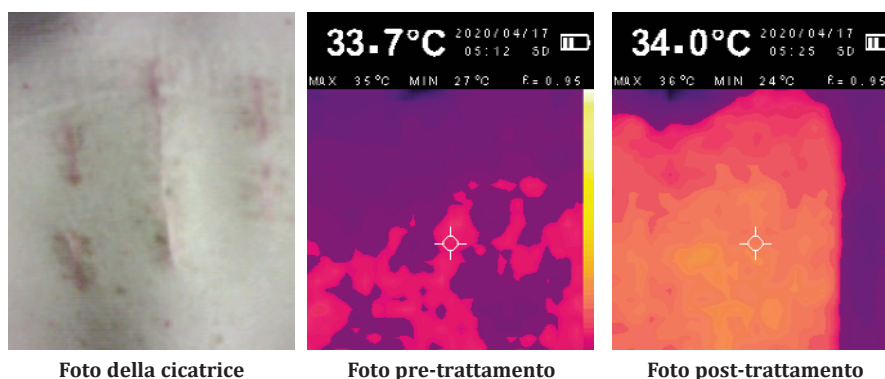 33.7°C 2020/04/17
05:12 SD
MAX 35°C MIN 27°C ε=0.95
34.0°C 2020/04/17
05:25 SD
MAX 36°C MIN 24°C ε=0.95
Foto della cicatrice
Foto pre-trattamento
Foto post-trattamento